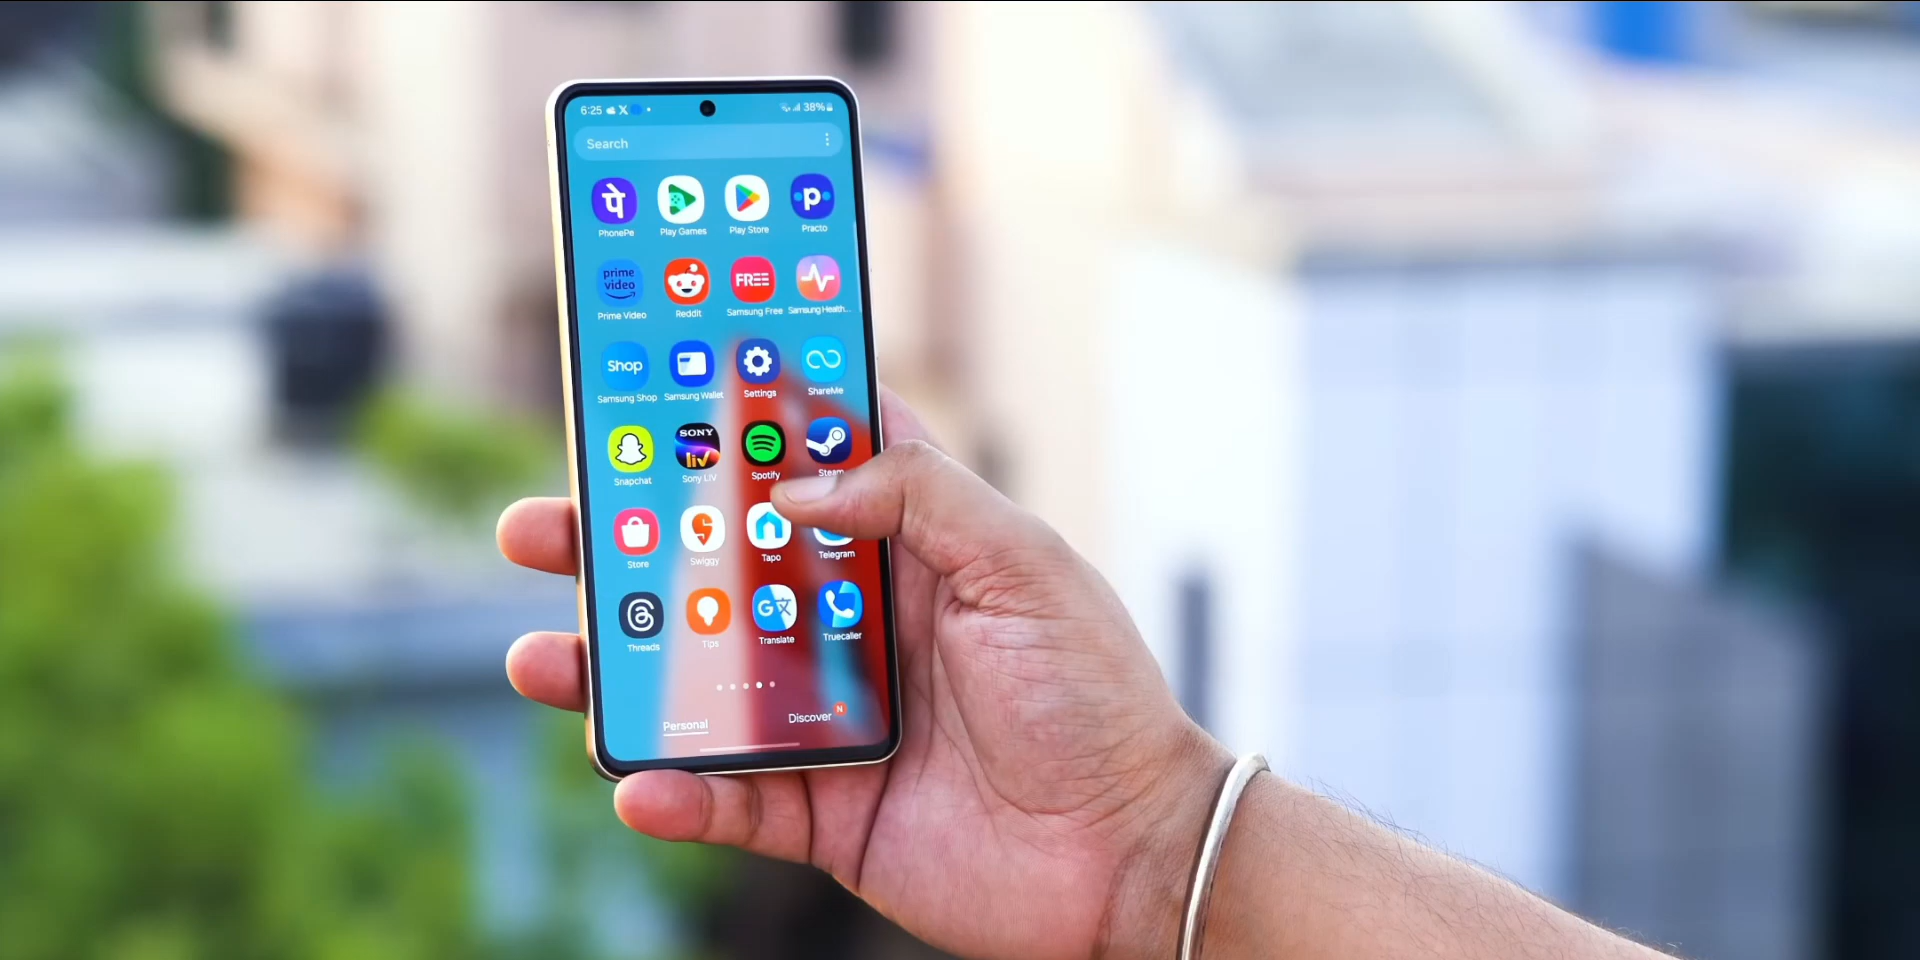 6:25 X 38%
Search
पे P
PhonePe Play Games Play Store Practo
prime video FREE
Prime Video Reddit Samsung Free Samsung Health...
Shop
Samsung Shop Samsung Wallet Settings ShareMe
SONY liv
Snapchat Sony LIV Spotify Steam
Store Swiggy Tapo Telegram
G文
Threads Tips Translate Truecaller
Personal Discover N